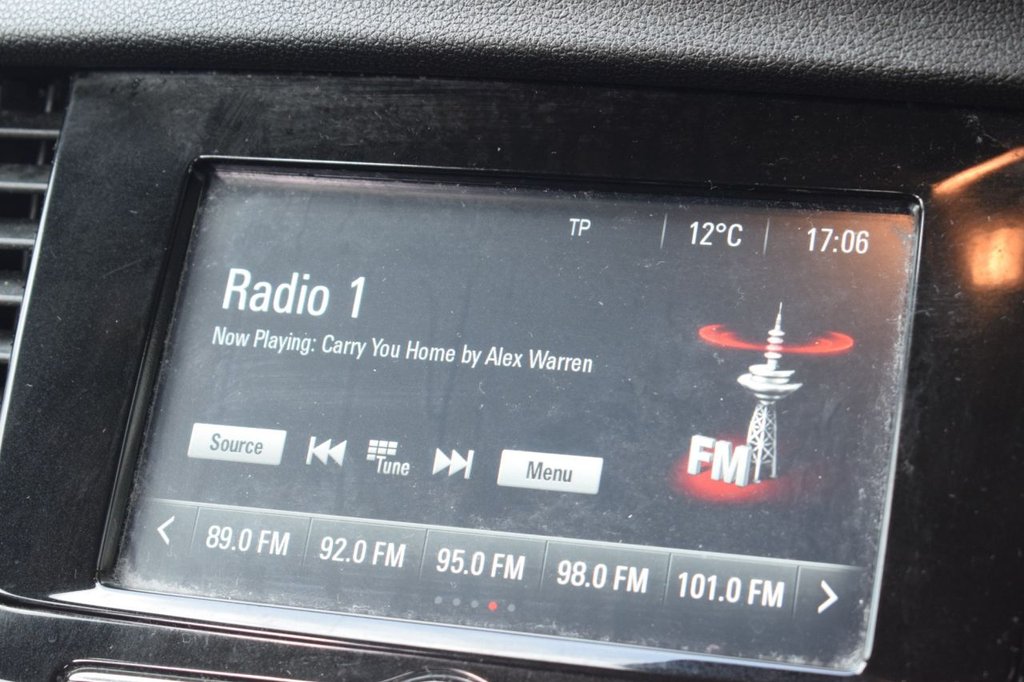 TP 12°C 17:06
Radio 1
Now Playing: Carry You Home by Alex Warren
FM
Source Tune Menu
89.0 FM 92.0 FM 95.0 FM 98.0 FM 101.0 FM